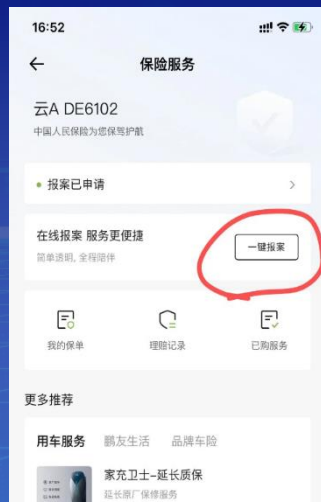 16:52
保险服务
云A DE6102
中国人民保险为您保驾护航
报案已申请
在线报案 服务更便捷
简单透明, 全程陪伴
一键报案
我的保单 理赔记录 已购服务
更多推荐
用车服务 鹏友生活 品牌车险
家充卫士-延长质保
延长原厂保修服务